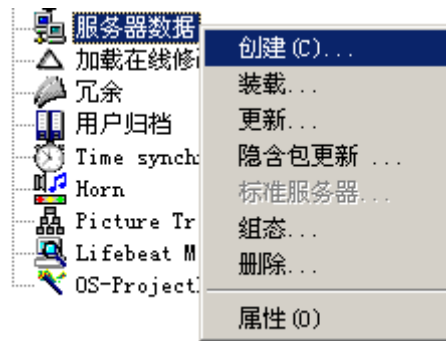 服务器数据
加载在线修
冗余
用户归档
Time synch
Horn
Picture Tr
Lifebeat M
OS-Project
创建(C)...
装载...
更新...
隐含包更新 ...
标准服务器...
组态...
删除...
属性(O)